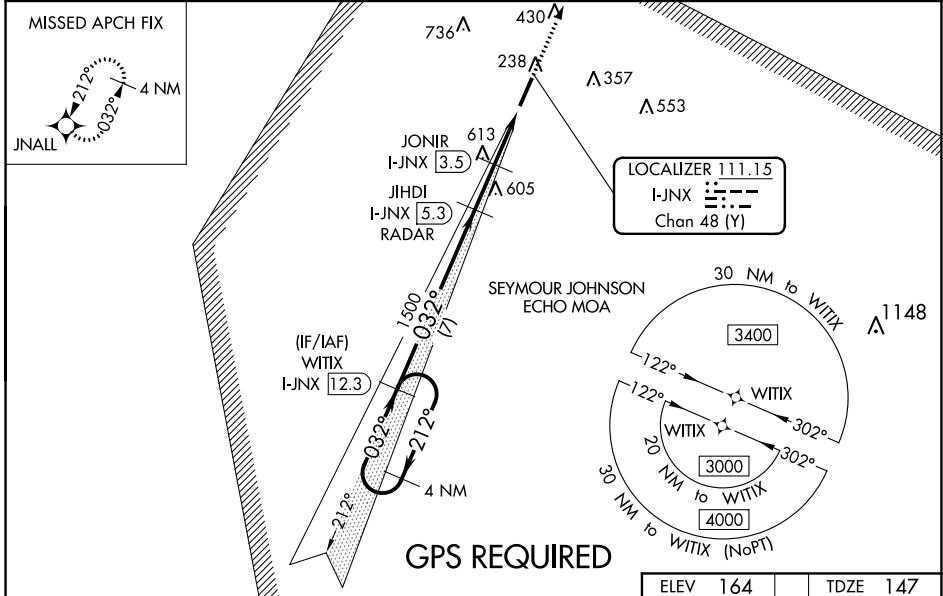 MISSED APCH FIX
212°
032°
4 NM
JNALL
736
430
238
357
553
JONIR
I-JNX 3.5
613
JIHDI
I-JNX 5.3
RADAR
605
LOCALIZER 111.15
I-JNX
Chan 48 (Y)
SEYMOUR JOHNSON
ECHO MOA
1500
032°
(7)
(IF/IAF)
WITIX
I-JNX 12.3
032°
212°
4 NM
212°
30 NM to WITIX
3400
1148
122°
WITIX
302°
122°
WITIX
302°
3000
20 NM to WITIX
4000
30 NM to WITIX (NoPT)
GPS REQUIRED
ELEV 164
TDZE 147